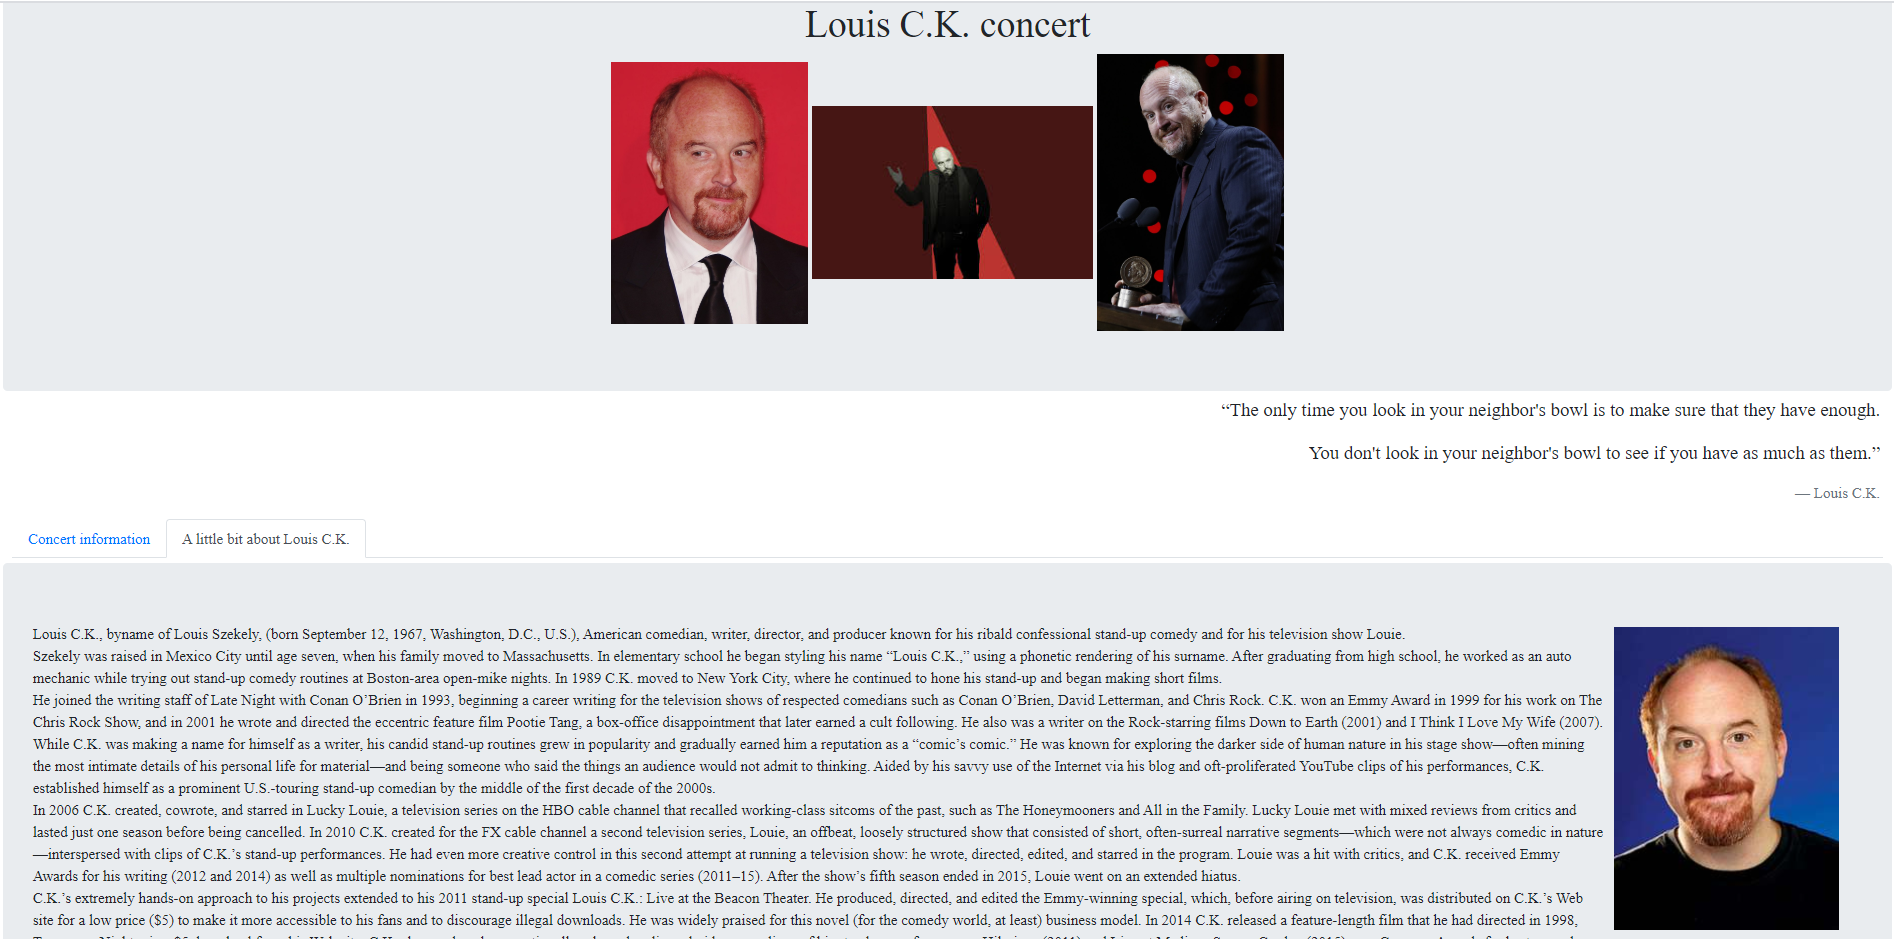 Louis C.K. concert
“The only time you look in your neighbor's bowl is to make sure that they have enough.
You don't look in your neighbor's bowl to see if you have as much as them.”
— Louis C.K.
Concert information
A little bit about Louis C.K.
Louis C.K., byname of Louis Szekely, (born September 12, 1967, Washington, D.C., U.S.), American comedian, writer, director, and producer known for his ribald confessional stand-up comedy and for his television show Louie.
Szekely was raised in Mexico City until age seven, when his family moved to Massachusetts. In elementary school he began styling his name “Louis C.K.,” using a phonetic rendering of his surname. After graduating from high school, he worked as an auto
mechanic while trying out stand-up comedy routines at Boston-area open-mike nights. In 1989 C.K. moved to New York City, where he continued to hone his stand-up and began making short films.
He joined the writing staff of Late Night with Conan O’Brien in 1993, beginning a career writing for the television shows of respected comedians such as Conan O’Brien, David Letterman, and Chris Rock. C.K. won an Emmy Award in 1999 for his work on The
Chris Rock Show, and in 2001 he wrote and directed the eccentric feature film Pootie Tang, a box-office disappointment that later earned a cult following. He also was a writer on the Rock-starring films Down to Earth (2001) and I Think I Love My Wife (2007).
While C.K. was making a name for himself as a writer, his candid stand-up routines grew in popularity and gradually earned him a reputation as a “comic’s comic.” He was known for exploring the darker side of human nature in his stage show—often mining
the most intimate details of his personal life for material—and being someone who said the things an audience would not admit to thinking. Aided by his savvy use of the Internet via his blog and oft-proliferated YouTube clips of his performances, C.K.
established himself as a prominent U.S.-touring stand-up comedian by the middle of the first decade of the 2000s.
In 2006 C.K. created, cowrote, and starred in Lucky Louie, a television series on the HBO cable channel that recalled working-class sitcoms of the past, such as The Honeymooners and All in the Family. Lucky Louie met with mixed reviews from critics and
lasted just one season before being cancelled. In 2010 C.K. created for the FX cable channel a second television series, Louie, an offbeat, loosely structured show that consisted of short, often-surreal narrative segments—which were not always comedic in nature
—interspersed with clips of C.K.’s stand-up performances. He had even more creative control in this second attempt at running a television show: he wrote, directed, edited, and starred in the program. Louie was a hit with critics, and C.K. received Emmy
Awards for his writing (2012 and 2014) as well as multiple nominations for best lead actor in a comedic series (2011–15). After the show’s fifth season ended in 2015, Louie went on an extended hiatus.
C.K.’s extremely hands-on approach to his projects extended to his 2011 stand-up special Louis C.K.: Live at the Beacon Theater. He produced, directed, and edited the Emmy-winning special, which, before airing on television, was distributed on C.K.’s Web
site for a low price ($5) to make it more accessible to his fans and to discourage illegal downloads. He was widely praised for this novel (for the comedy world, at least) business model. In 2014 C.K. released a feature-length film that he had directed in 1998,